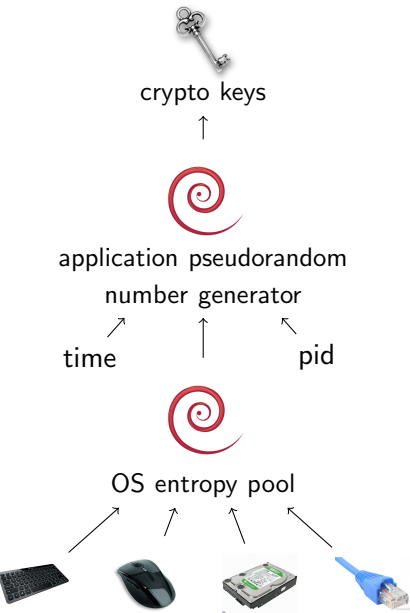 crypto keys
application pseudorandom
number generator
time
pid
OS entropy pool